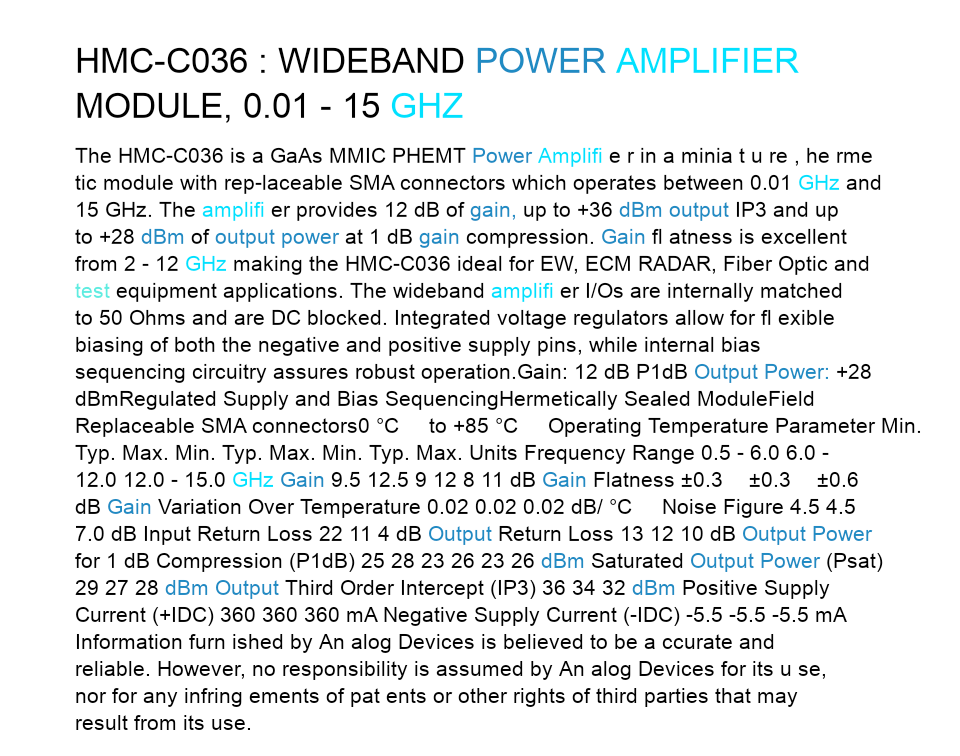 HMC-C036 : WIDEBAND POWER AMPLIFIER
MODULE, 0.01 - 15 GHZ
The HMC-C036 is a GaAs MMIC PHEMT Power Amplifi e r in a minia t u re , he rme
tic module with rep-laceable SMA connectors which operates between 0.01 GHz and
15 GHz. The amplifi er provides 12 dB of gain, up to +36 dBm output IP3 and up
to +28 dBm of output power at 1 dB gain compression. Gain fl atness is excellent
from 2 - 12 GHz making the HMC-C036 ideal for EW, ECM RADAR, Fiber Optic and
test equipment applications. The wideband amplifi er I/Os are internally matched
to 50 Ohms and are DC blocked. Integrated voltage regulators allow for fl exible
biasing of both the negative and positive supply pins, while internal bias
sequencing circuitry assures robust operation.Gain: 12 dB P1dB Output Power: +28
dBmRegulated Supply and Bias SequencingHermetically Sealed ModuleField
Replaceable SMA connectors0 °C to +85 °C Operating Temperature Parameter Min.
Typ. Max. Min. Typ. Max. Min. Typ. Max. Units Frequency Range 0.5 - 6.0 6.0 -
12.0 12.0 - 15.0 GHz Gain 9.5 12.5 9 12 8 11 dB Gain Flatness ±0.3 ±0.3 ±0.6
dB Gain Variation Over Temperature 0.02 0.02 0.02 dB/ °C Noise Figure 4.5 4.5
7.0 dB Input Return Loss 22 11 4 dB Output Return Loss 13 12 10 dB Output Power
for 1 dB Compression (P1dB) 25 28 23 26 23 26 dBm Saturated Output Power (Psat)
29 27 28 dBm Output Third Order Intercept (IP3) 36 34 32 dBm Positive Supply
Current (+IDC) 360 360 360 mA Negative Supply Current (-IDC) -5.5 -5.5 -5.5 mA
Information furn ished by An alog Devices is believed to be a ccurate and
reliable. However, no responsibility is assumed by An alog Devices for its u se,
nor for any infring ements of pat ents or other rights of third parties that may
result from its use.